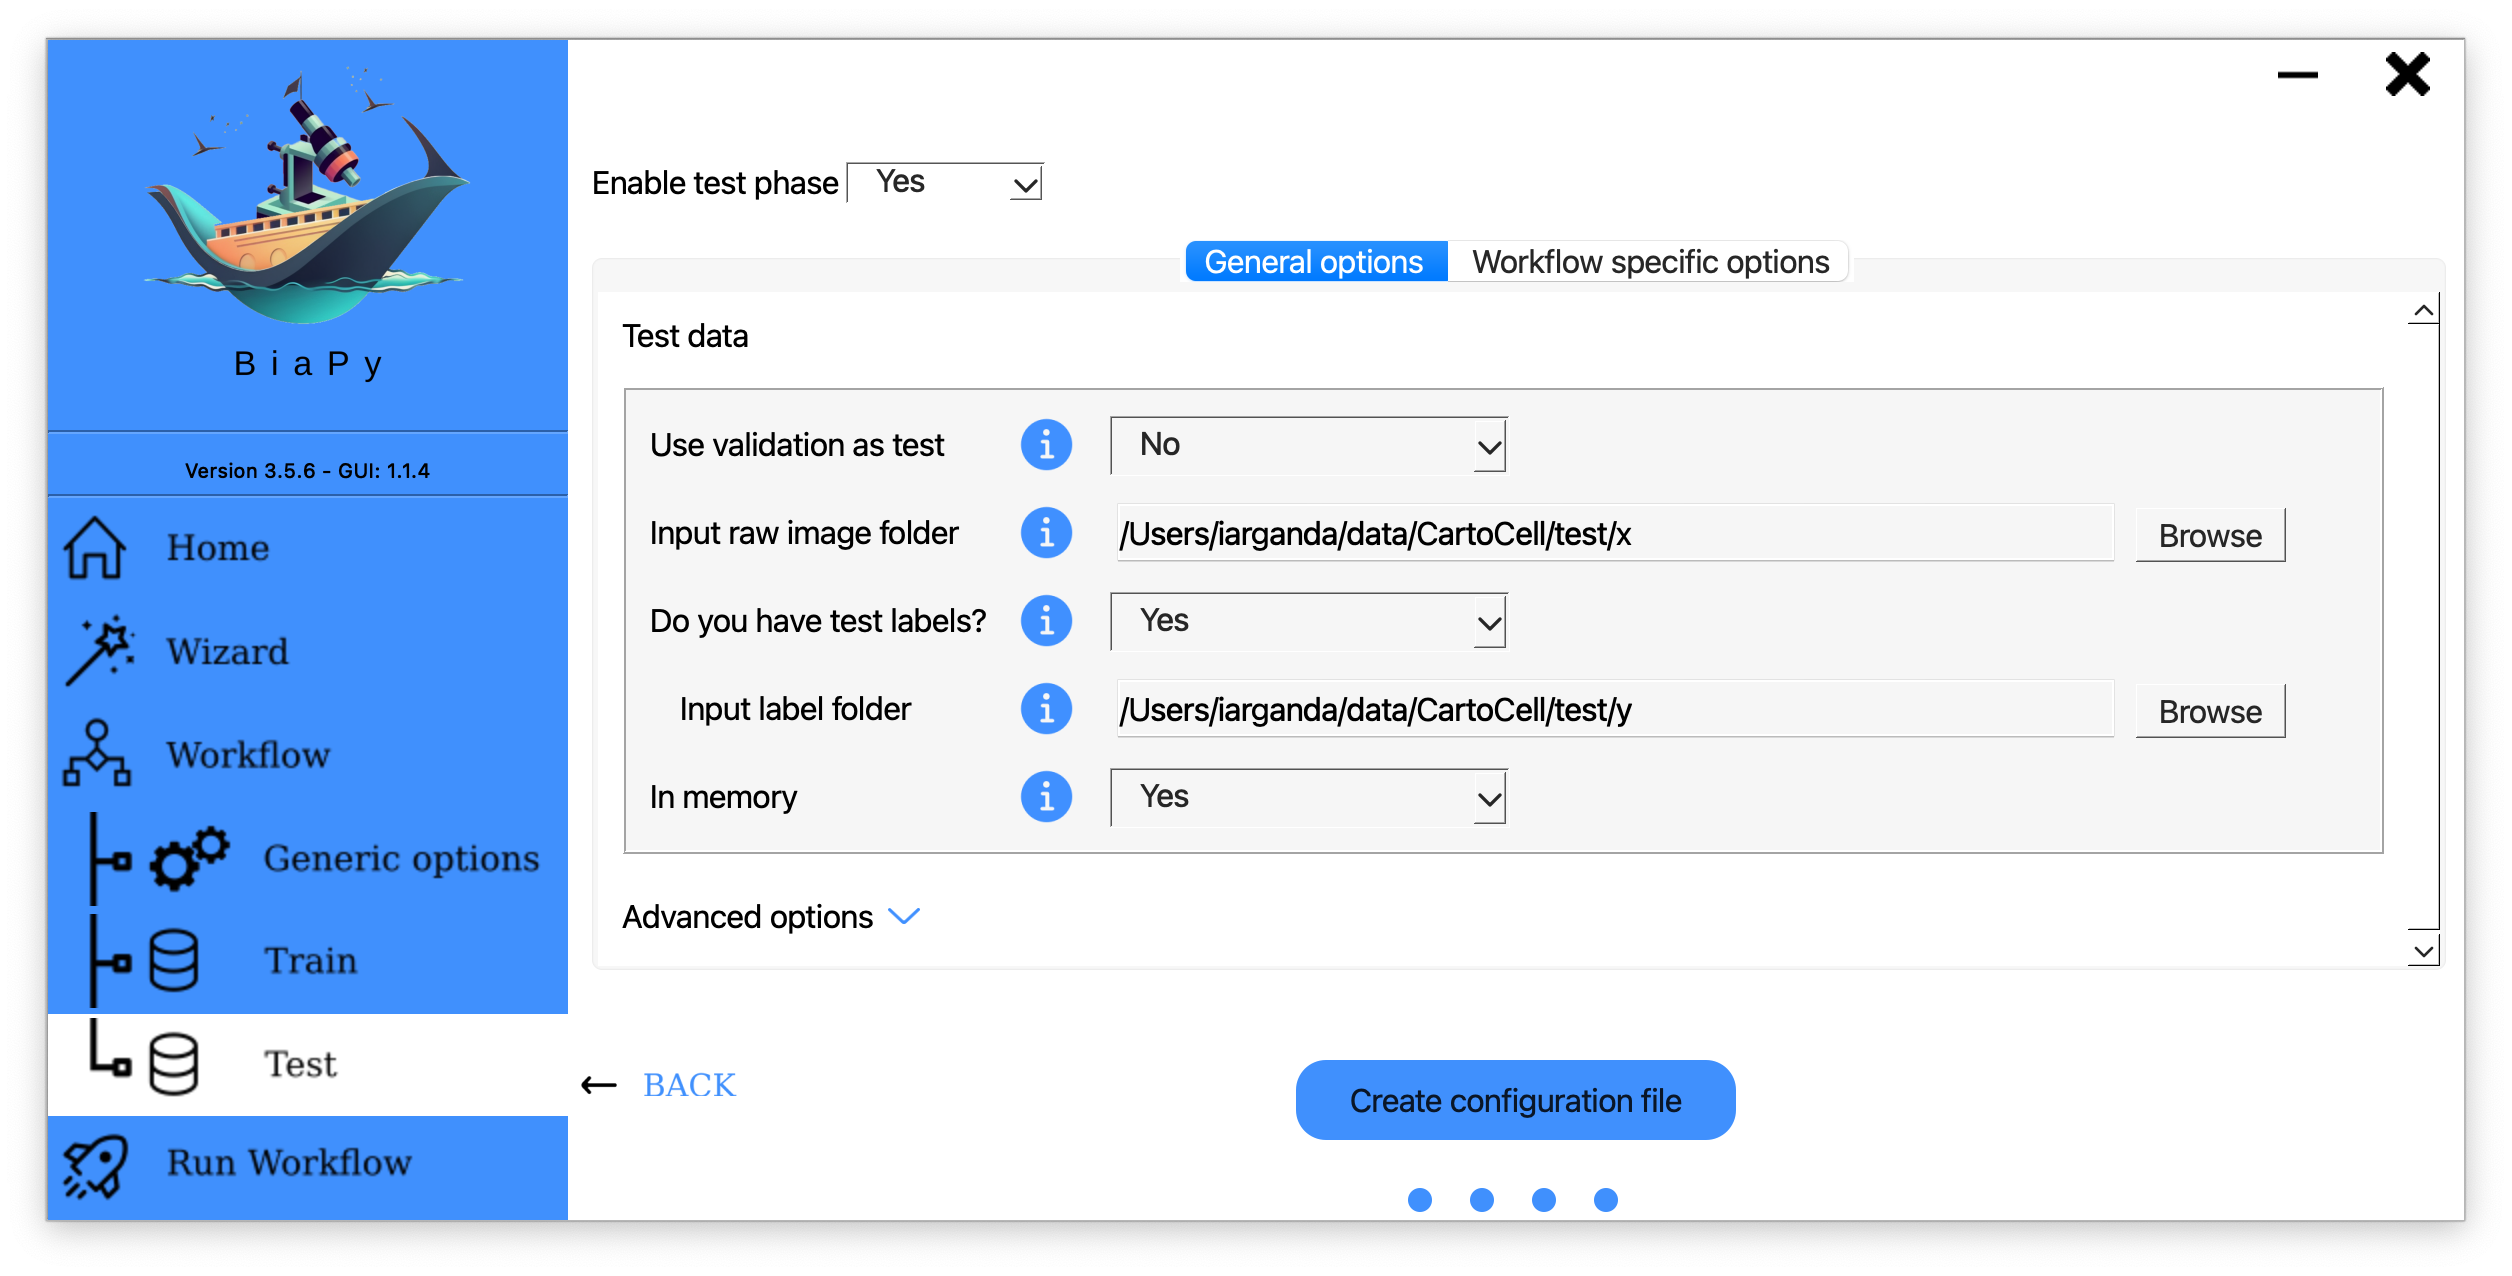 BiaPy
Version 3.5.6 - GUI: 1.1.4
Home
Wizard
Workflow
Generic options
Train
Test
Run Workflow
Enable test phase Yes
General options Workflow specific options
Test data
Use validation as test i No
Input raw image folder i /Users/iarganda/data/CartoCell/test/x Browse
Do you have test labels? i Yes
Input label folder i /Users/iarganda/data/CartoCell/test/y Browse
In memory i Yes
Advanced options
BACK
Create configuration file